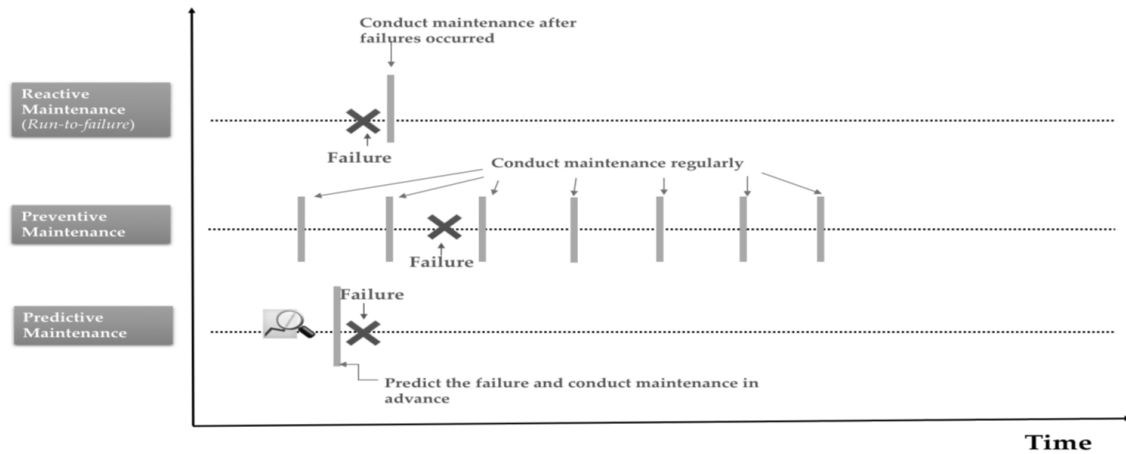 Conduct maintenance after
failures occurred
Reactive
Maintenance
(Run-to-failure)
Failure
Conduct maintenance regularly
Preventive
Maintenance
Failure
Failure
Predictive
Maintenance
Predict the failure and conduct maintenance in
advance
Time